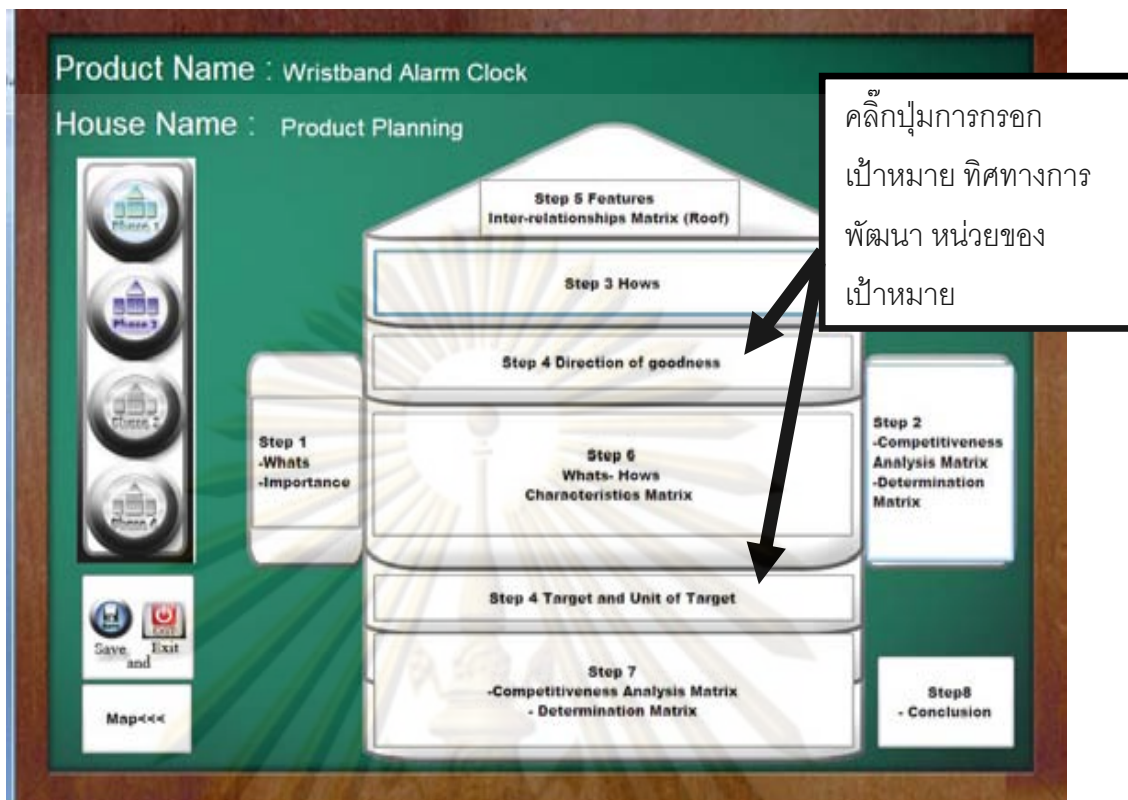 Product Name : Wristband Alarm Clock
House Name : Product Planning
คลิ๊กปุ่มการกรอก
เป้าหมาย ทิศทางการ
พัฒนา หน่วยของ
เป้าหมาย
Phase 1
Step 5 Features
Inter-relationships Matrix (Roof)
Step 3 Hows
Step 4 Direction of goodness
Step 1
-Whats
-Importance
Step 6
Whats- Hows
Characteristics Matrix
Step 2
-Competitiveness
Analysis Matrix
-Determination
Matrix
Phase 4
Step 4 Target and Unit of Target
Save Exit
and
Map<<<
Step 7
-Competitiveness Analysis Matrix
- Determination Matrix
Step8
- Conclusion